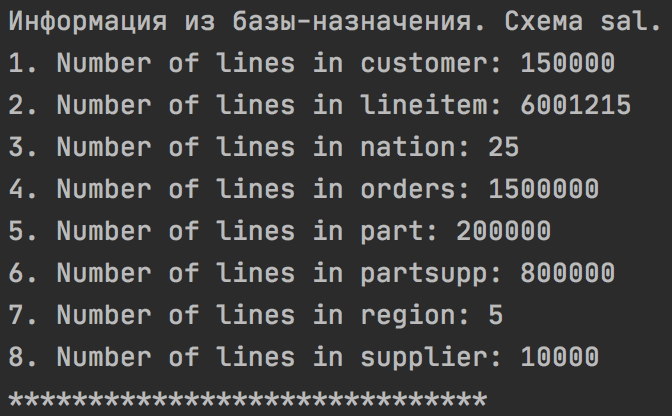 Информация из базы-назначения. Схема sal.
1. Number of lines in customer: 150000
2. Number of lines in lineitem: 6001215
3. Number of lines in nation: 25
4. Number of lines in orders: 1500000
5. Number of lines in part: 200000
6. Number of lines in partsupp: 800000
7. Number of lines in region: 5
8. Number of lines in supplier: 10000
******************************